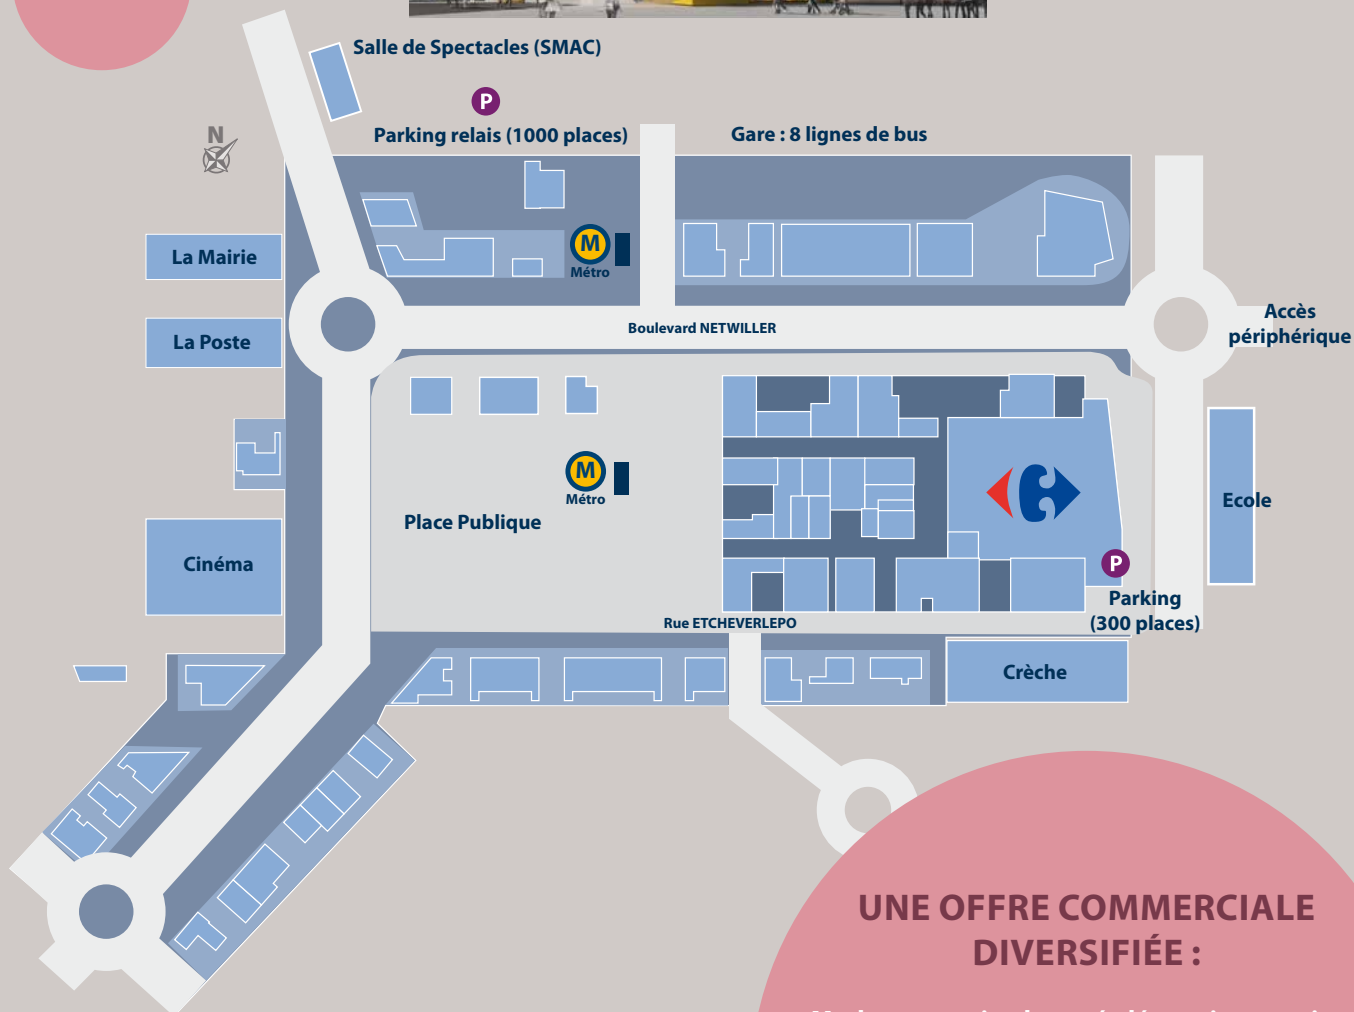 Salle de Spectacles (SMAC)
P
Parking relais (1000 places)
Gare : 8 lignes de bus
N
La Mairie
M
Métro
La Poste
Boulevard NETWILLER
Accès
périphérique
M
Métro
Place Publique
Ecole
Cinéma
P
Parking
(300 places)
Rue ETCHEVERLEPO
Crèche
UNE OFFRE COMMERCIALE
DIVERSIFIÉE :